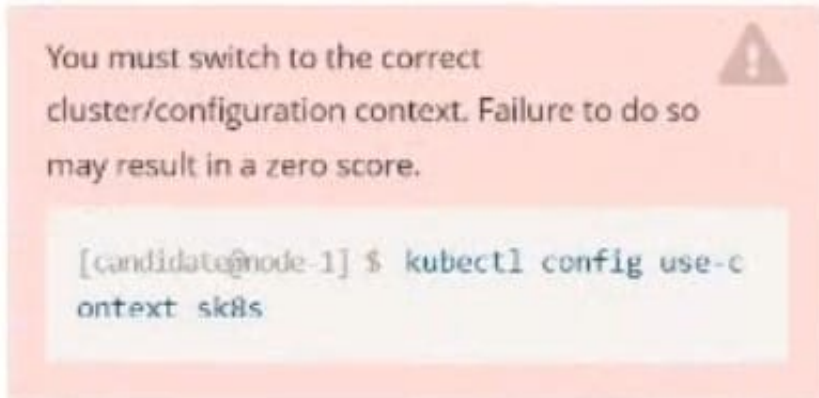 You must switch to the correct
cluster/configuration context. Failure to do so
may result in a zero score.
[candidate@node-1] $ kubectl config use-c
ontext sk8s